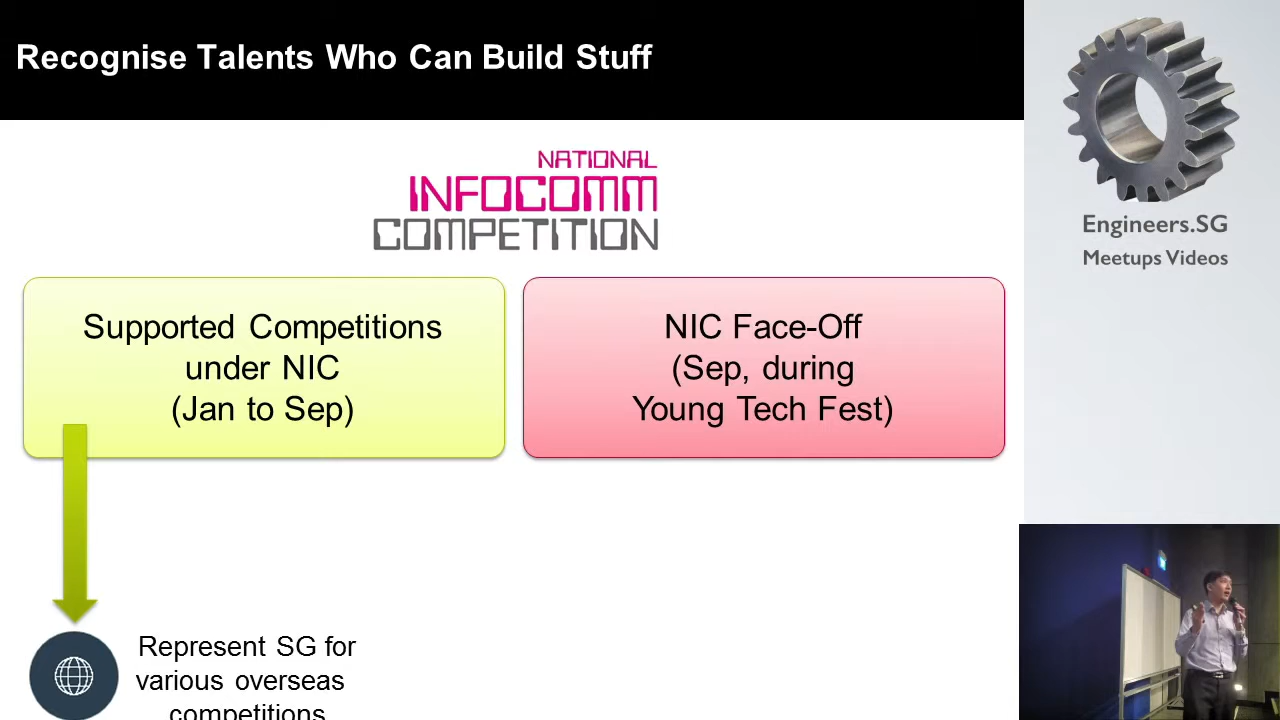 Recognise Talents Who Can Build Stuff
NATIONAL
INFOCOMM
COMPETITION
Supported Competitions
under NIC
(Jan to Sep)
NIC Face-Off
(Sep, during
Young Tech Fest)
Represent SG for
various overseas
competitions
Engineers.SG
Meetups Videos